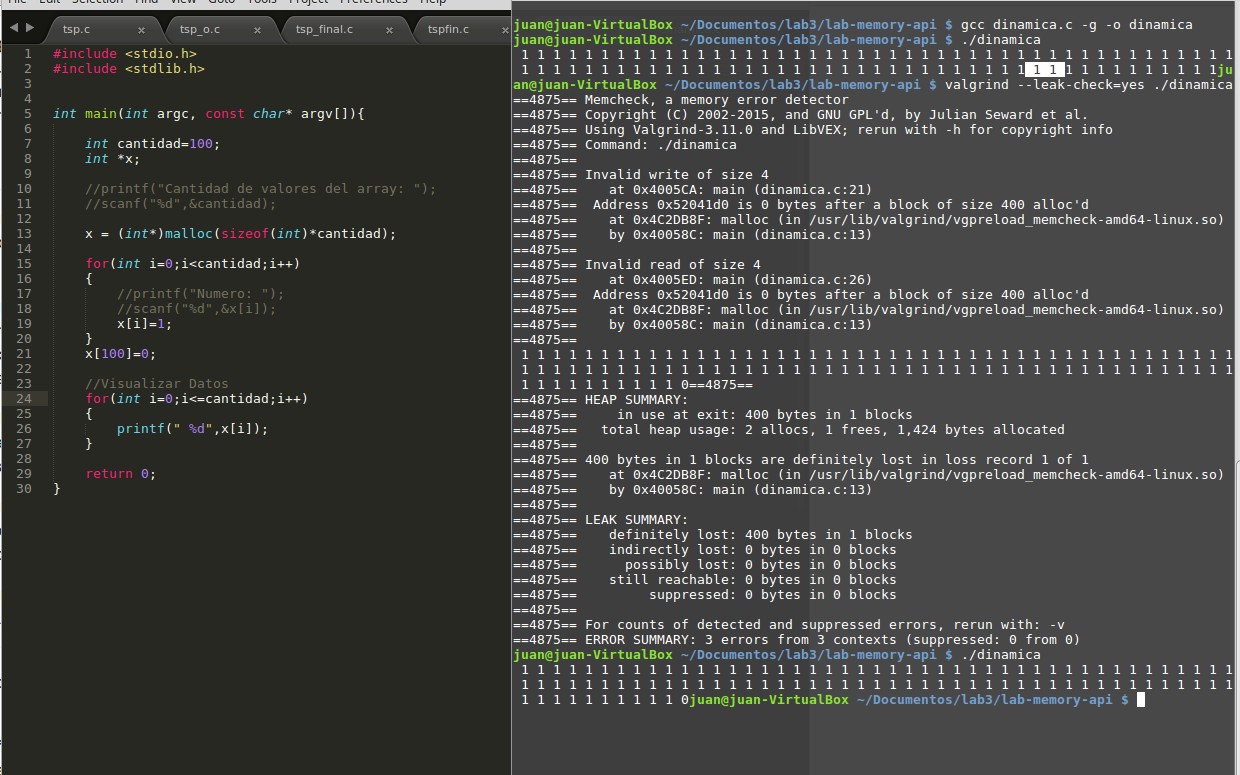 File Edit Selection Find View Goto Tools Project Preferences Help
tsp.c × tsp_o.c × tsp_final.c × tspfin.c ×
1 #include <stdio.h>
2 #include <stdlib.h>
3
4
5 int main(int argc, const char* argv[]){
6
7 int cantidad=100;
8 int *x;
9
10 //printf("Cantidad de valores del array: ");
11 //scanf("%d",&cantidad);
12
13 x = (int*)malloc(sizeof(int)*cantidad);
14
15 for(int i=0;i<cantidad;i++)
16 {
17 //printf("Numero: ");
18 //scanf("%d",&x[i]);
19 x[i]=1;
20 }
21 x[100]=0;
22
23 //Visualizar Datos
24 for(int i=0;i<=cantidad;i++)
25 {
26 printf(" %d",x[i]);
27 }
28
29 return 0;
30 }
juan@juan-VirtualBox ~/Documentos/lab3/lab-memory-api $ gcc dinamica.c -g -o dinamica
juan@juan-VirtualBox ~/Documentos/lab3/lab-memory-api $ ./dinamica
1 1 1 1 1 1 1 1 1 1 1 1 1 1 1 1 1 1 1 1 1 1 1 1 1 1 1 1 1 1 1 1 1 1 1 1 1 1 1 1 1 1 1 1 1
1 1 1 1 1 1 1 1 1 1 1 1 1 1 1 1 1 1 1 1 1 1 1 1 1 1 1 1 1 1 1 1 1 1 1 1 1 1 1 1 1 1 1 1ju
an@juan-VirtualBox ~/Documentos/lab3/lab-memory-api $ valgrind --leak-check=yes ./dinamica
==4875== Memcheck, a memory error detector
==4875== Copyright (C) 2002-2015, and GNU GPL'd, by Julian Seward et al.
==4875== Using Valgrind-3.11.0 and LibVEX; rerun with -h for copyright info
==4875== Command: ./dinamica
==4875==
==4875== Invalid write of size 4
==4875==    at 0x4005CA: main (dinamica.c:21)
==4875==  Address 0x52041d0 is 0 bytes after a block of size 400 alloc'd
==4875==    at 0x4C2DB8F: malloc (in /usr/lib/valgrind/vgpreload_memcheck-amd64-linux.so)
==4875==    by 0x40058C: main (dinamica.c:13)
==4875==
==4875== Invalid read of size 4
==4875==    at 0x4005ED: main (dinamica.c:26)
==4875==  Address 0x52041d0 is 0 bytes after a block of size 400 alloc'd
==4875==    at 0x4C2DB8F: malloc (in /usr/lib/valgrind/vgpreload_memcheck-amd64-linux.so)
==4875==    by 0x40058C: main (dinamica.c:13)
==4875==
1 1 1 1 1 1 1 1 1 1 1 1 1 1 1 1 1 1 1 1 1 1 1 1 1 1 1 1 1 1 1 1 1 1 1 1 1 1 1 1 1 1 1 1 1
1 1 1 1 1 1 1 1 1 1 1 1 1 1 1 1 1 1 1 1 1 1 1 1 1 1 1 1 1 1 1 1 1 1 1 1 1 1 1 1 1 1 1 1 1
1 1 1 1 1 1 1 1 1 1 0==4875==
==4875== HEAP SUMMARY:
==4875==     in use at exit: 400 bytes in 1 blocks
==4875==   total heap usage: 2 allocs, 1 frees, 1,424 bytes allocated
==4875==
==4875== 400 bytes in 1 blocks are definitely lost in loss record 1 of 1
==4875==    at 0x4C2DB8F: malloc (in /usr/lib/valgrind/vgpreload_memcheck-amd64-linux.so)
==4875==    by 0x40058C: main (dinamica.c:13)
==4875==
==4875== LEAK SUMMARY:
==4875==    definitely lost: 400 bytes in 1 blocks
==4875==    indirectly lost: 0 bytes in 0 blocks
==4875==      possibly lost: 0 bytes in 0 blocks
==4875==    still reachable: 0 bytes in 0 blocks
==4875==         suppressed: 0 bytes in 0 blocks
==4875==
==4875== For counts of detected and suppressed errors, rerun with: -v
==4875== ERROR SUMMARY: 3 errors from 3 contexts (suppressed: 0 from 0)
juan@juan-VirtualBox ~/Documentos/lab3/lab-memory-api $ ./dinamica
1 1 1 1 1 1 1 1 1 1 1 1 1 1 1 1 1 1 1 1 1 1 1 1 1 1 1 1 1 1 1 1 1 1 1 1 1 1 1 1 1 1 1 1 1
1 1 1 1 1 1 1 1 1 1 1 1 1 1 1 1 1 1 1 1 1 1 1 1 1 1 1 1 1 1 1 1 1 1 1 1 1 1 1 1 1 1 1 1 1
1 1 1 1 1 1 1 1 1 1 0juan@juan-VirtualBox ~/Documentos/lab3/lab-memory-api $